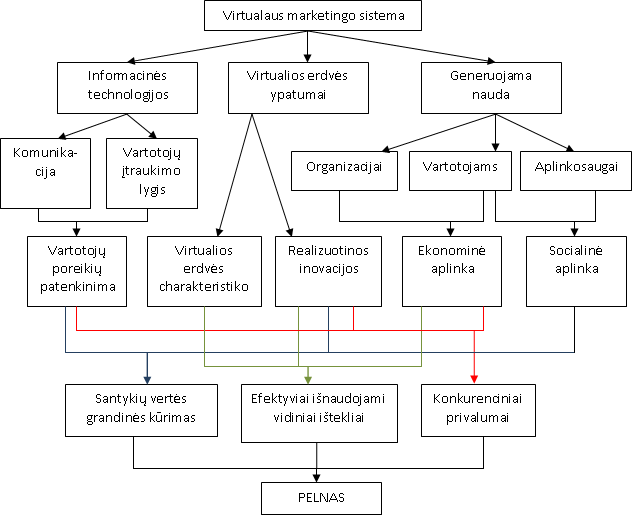 Virtualaus marketingo sistema
Informacinės
technologijos
Virtualios erdvės
ypatumai
Generuojama
nauda
Komunika-
cija
Vartotojų
įtraukimo
lygis
Organizacijai
Vartotojams
Aplinkosaugai
Vartotojų
poreikių
patenkinima
Virtualios
erdvės
charakteristiko
Realizuotinos
inovacijos
Ekonominė
aplinka
Socialinė
aplinka
Santykių vertės
grandinės kūrimas
Efektyviai išnaudojami
vidiniai ištekliai
Konkurenciniai
privalumai
PELNAS